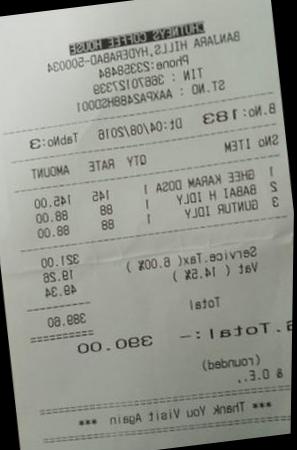 CHUTNEYS COFFEE HOUSE
BANJARA HILLS,HYDERABAD-500034
Phone:23358484
TIN : 36670127339
ST.NO. : AAXPA2488HSD001
B.No:183 Dt:04/08/2016 TabNo:3
SNo ITEM QTY RATE AMOUNT
1 GHEE KARAM DOSA 1 145 145.00
2 BABAI H IDLY 1 88 88.00
3 GUNTUR IDLY 1 88 88.00
321.00
Service.Tax( 6.00% ) 19.26
Vat ( 14.5% ) 49.34
Total 389.60
G.Total:- 390.00
(rounded)
& O.E.,
*** Thank You Visit Again ***